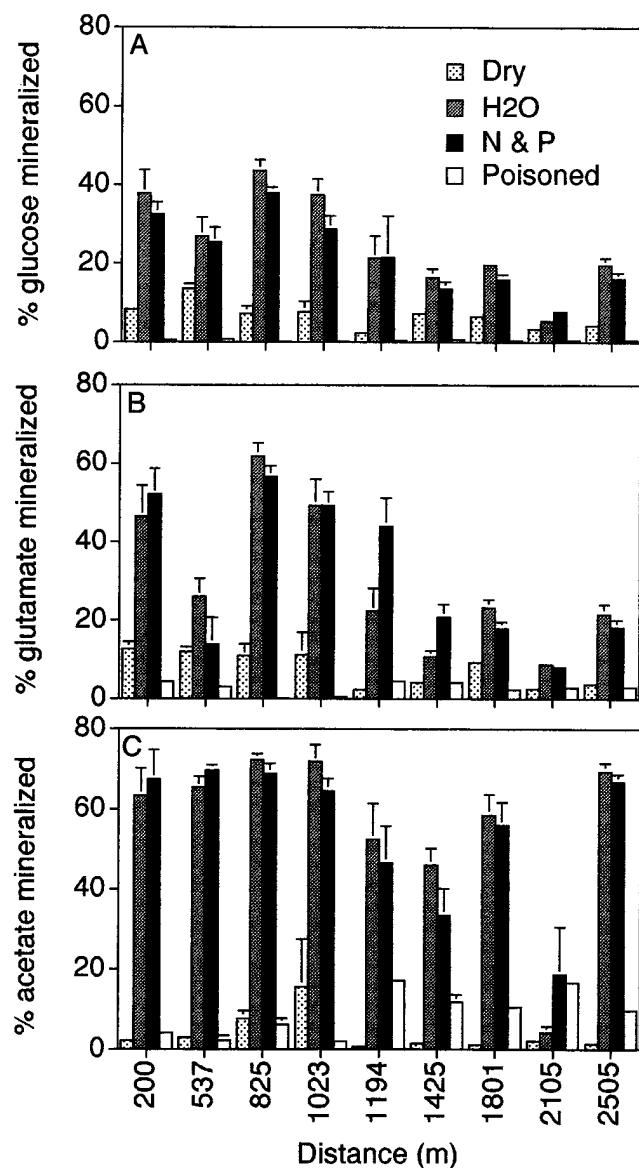 80
A
Dry
H2O
N & P
Poisoned
60
40
20
0
% glucose mineralized
80
B
60
40
20
0
% glutamate mineralized
80
C
60
40
20
0
% acetate mineralized
200 537 825 1023 1194 1425 1801 2105 2505
Distance (m)